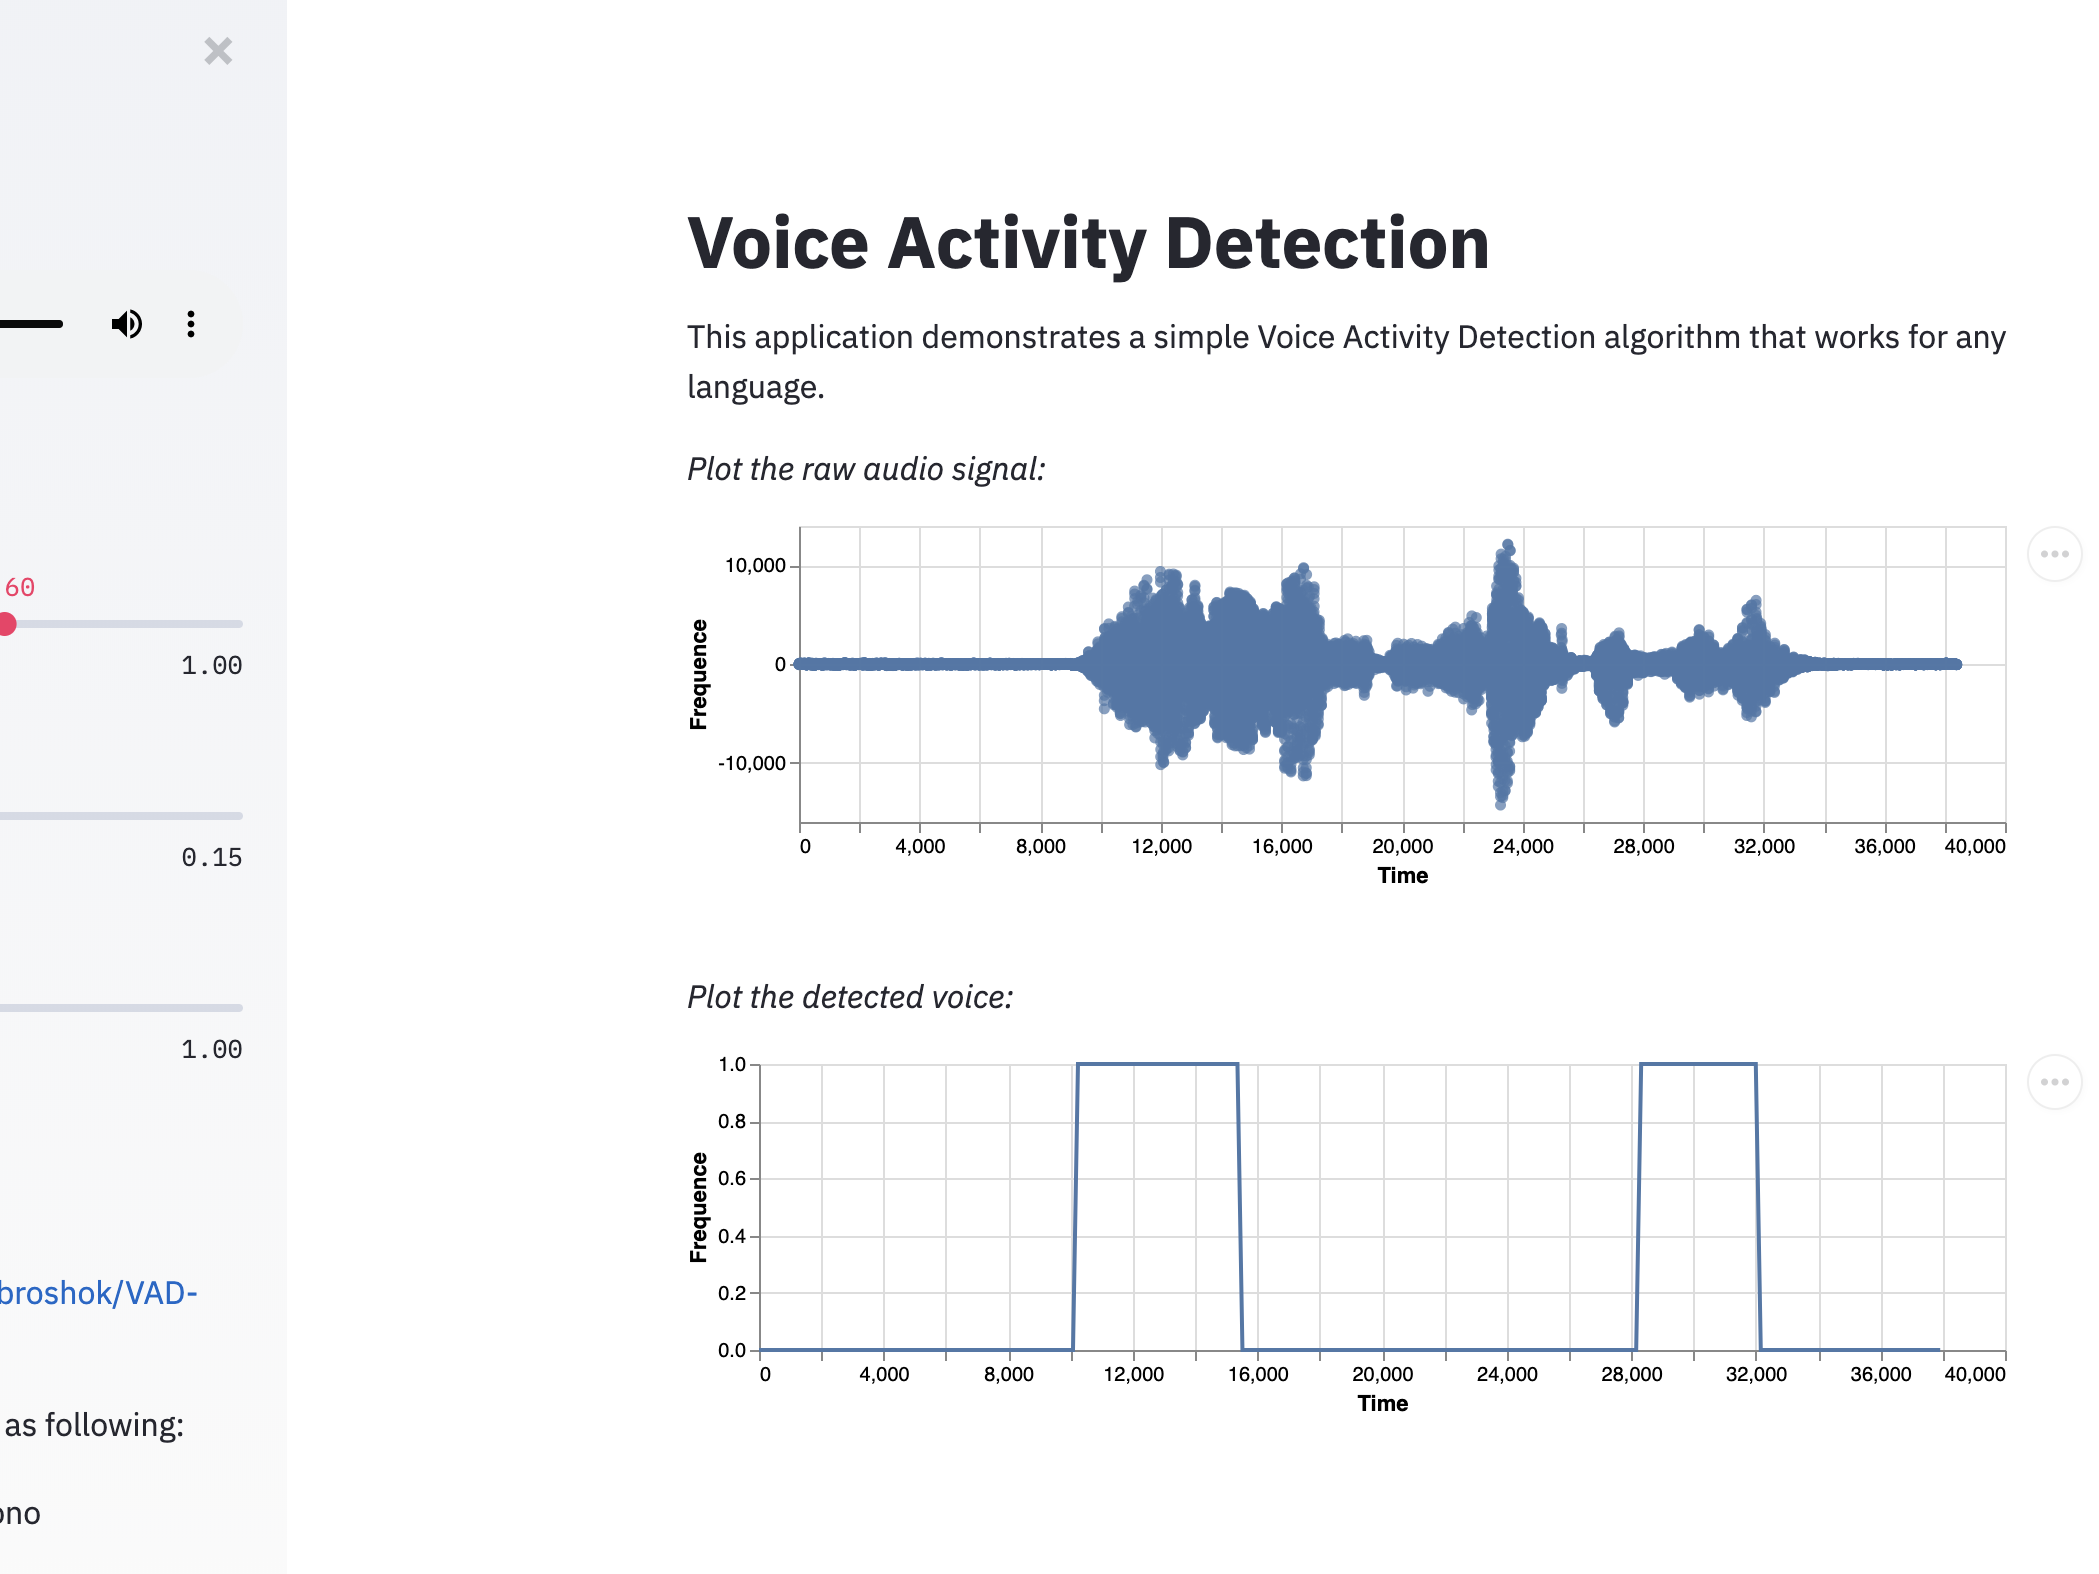 60
1.00
0.15
1.00
broshok/VAD-
as following:
ono
Voice Activity Detection
This application demonstrates a simple Voice Activity Detection algorithm that works for any
language.
Plot the raw audio signal:
10,000
0
-10,000
Frequence
0 4,000 8,000 12,000 16,000 20,000 24,000 28,000 32,000 36,000 40,000
Time
Plot the detected voice:
1.0
0.8
0.6
0.4
0.2
0.0
Frequence
0 4,000 8,000 12,000 16,000 20,000 24,000 28,000 32,000 36,000 40,000
Time